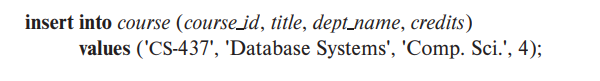 insert into course (course_id, title, dept_name, credits)
values ('CS-437', 'Database Systems', 'Comp. Sci.', 4);